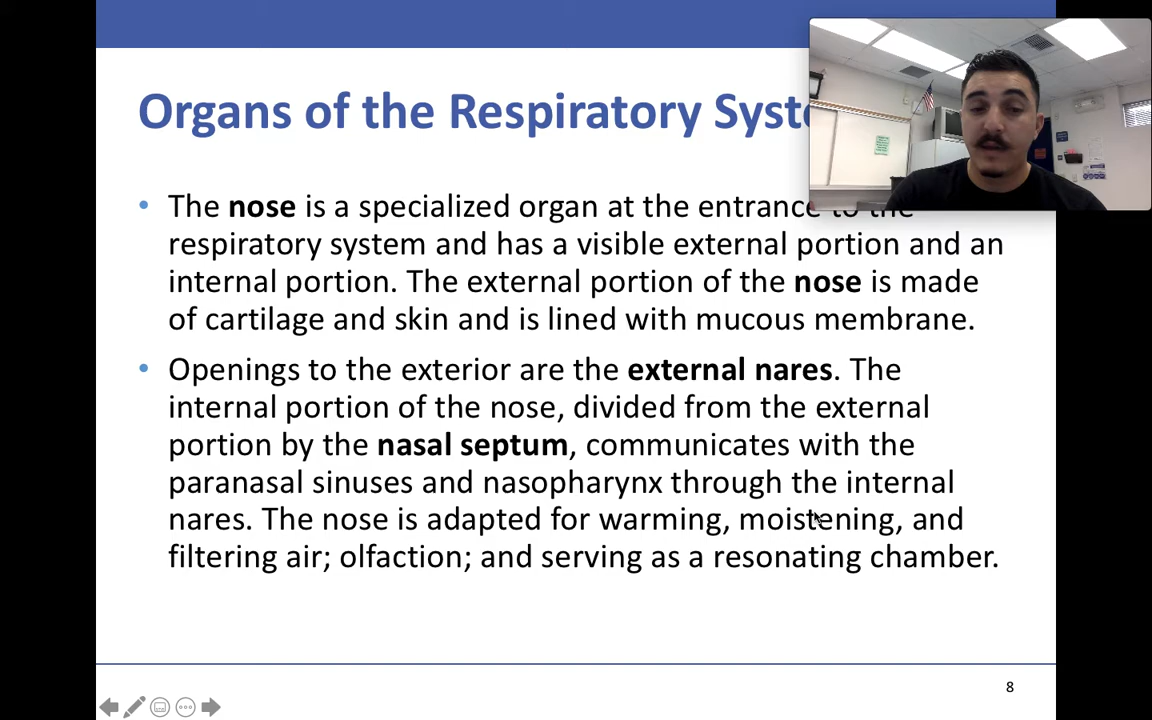 Organs of the Respiratory Syst
• The nose is a specialized organ at the entrance to the
respiratory system and has a visible external portion and an
internal portion. The external portion of the nose is made
of cartilage and skin and is lined with mucous membrane.
• Openings to the exterior are the external nares. The
internal portion of the nose, divided from the external
portion by the nasal septum, communicates with the
paranasal sinuses and nasopharynx through the internal
nares. The nose is adapted for warming, moistening, and
filtering air; olfaction; and serving as a resonating chamber.
8